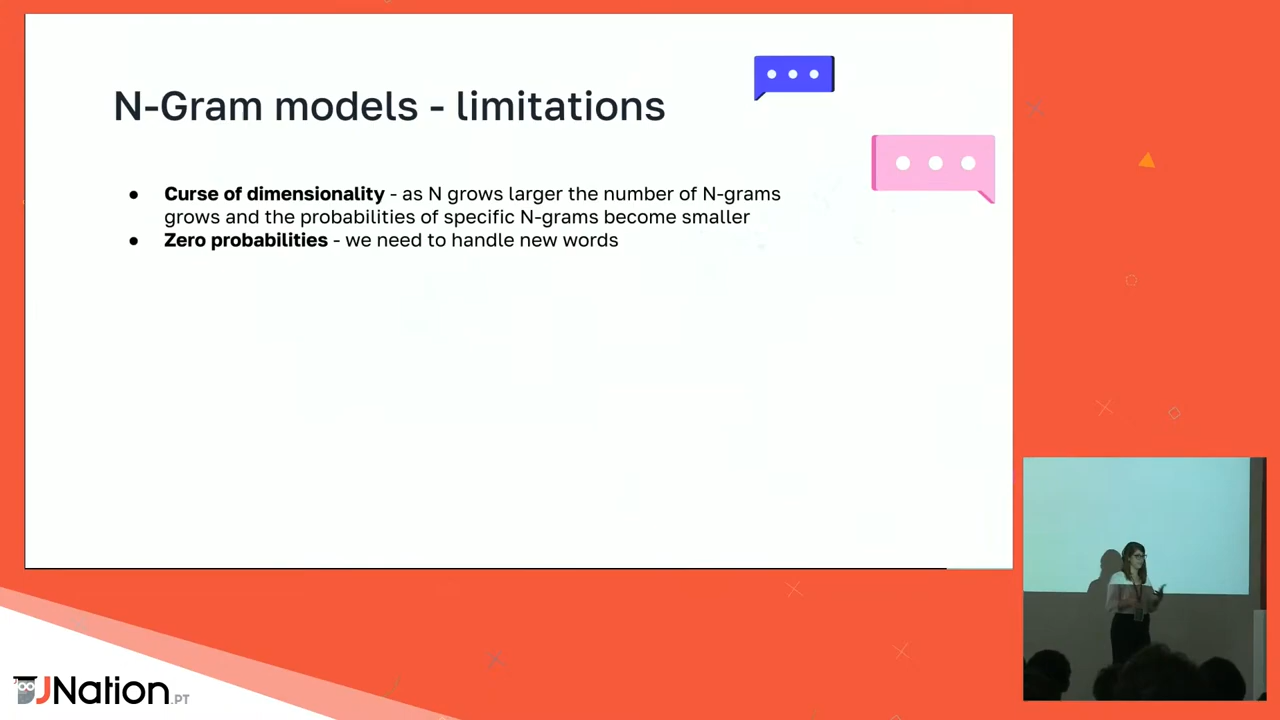 N-Gram models - limitations
● Curse of dimensionality - as N grows larger the number of N-grams
grows and the probabilities of specific N-grams become smaller
● Zero probabilities - we need to handle new words
JNation.PT